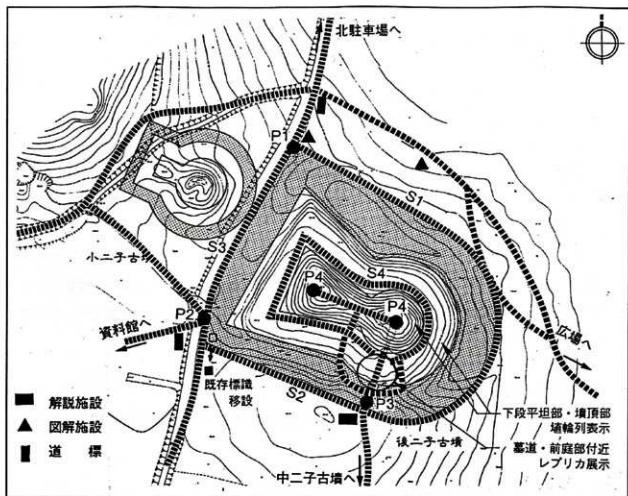 北駐車場へ
P1
S1
S3
小二子古墳
S4
P4
P4
P2
資料館へ
広場へ
既存標識
移設
S2
P3
解説施設
図解施設
道標
下段平坦部・墳頂部
埴輪列表示
後二子古墳
墓道・前庭部付近
レプリカ展示
中二子古墳へ